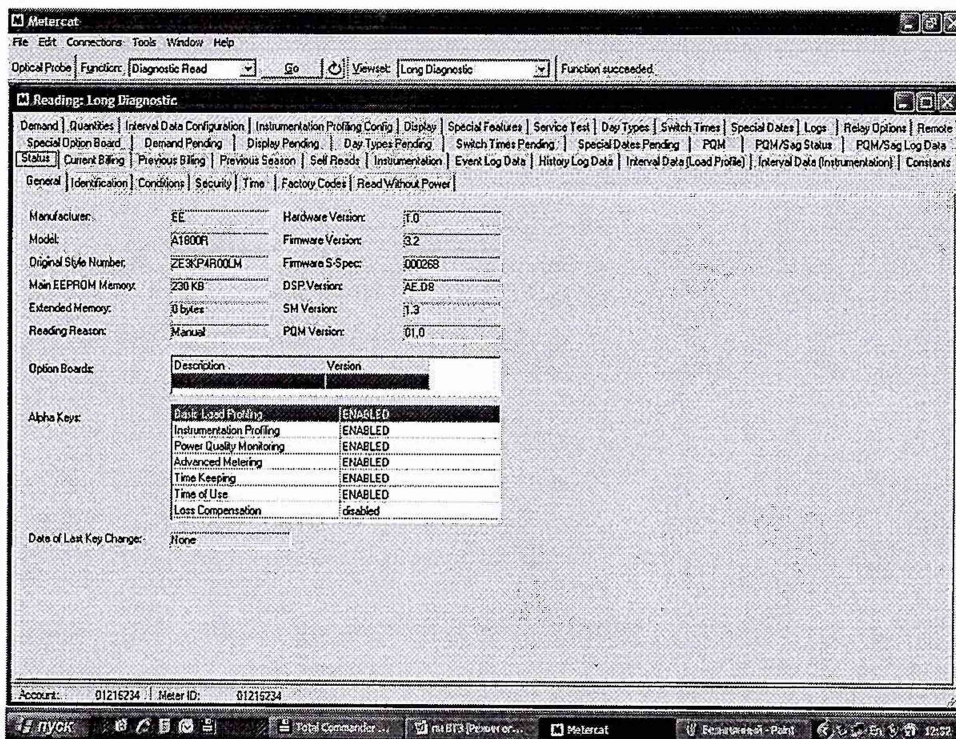 Metercat
File Edit Connections Tools Window Help
Optical Probe Function: Diagnostic Read Go Viewset: Long Diagnostic Function succeeded.
Reading: Long Diagnostic
Demand Quantities Interval Data Configuration Instrumentation Profiling Config Display Special Features Service Test Day Types Switch Times Special Dates Logs Relay Options Remote
Special Option Board Demand Pending Display Pending Day Types Pending Switch Times Pending Special Dates Pending PQM PQM/Sag Status PQM/Sag Log Data
Status Current Billing Previous Billing Previous Season Self Reads Instrumentation Event Log Data History Log Data Interval Data (Load Profile) Interval Data (Instrumentation) Constants
General Identification Conditions Security Time Factory Codes Read Without Power
Manufacturer: EE Hardware Version: 1.0
Model: A1800R Firmware Version: 3.2
Original Style Number: ZE3KP4R00LM Firmware S-Spec: 000268
Main EEPROM Memory: 230 KB DSP Version: AE.D8
Extended Memory: 0 bytes SM Version: 1.3
Reading Reason: Manual PQM Version: 01,0
Option Boards: Description Version
Alpha Keys: Basic Load Profiling ENABLED
Instrumentation Profiling ENABLED
Power Quality Monitoring ENABLED
Advanced Metering ENABLED
Time Keeping ENABLED
Time of Use ENABLED
Loss Compensation disabled
Date of Last Key Change: None
Account: 01216234 Meter ID: 01216234
пуск Total Commander ... Metercat Безымянный - Paint En 12:32